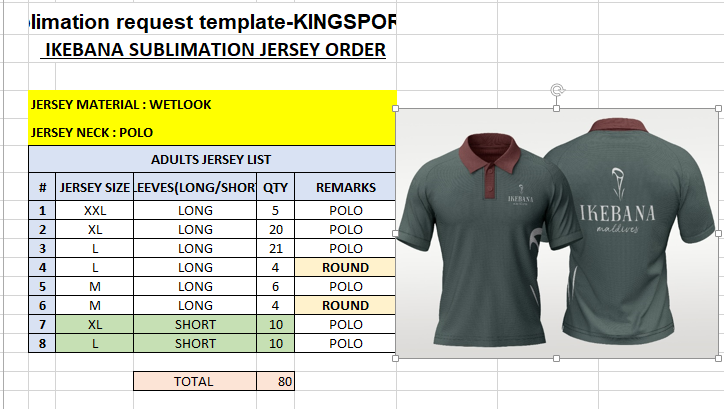 limation request template-KINGSPOR
IKEBANA SUBLIMATION JERSEY ORDER
JERSEY MATERIAL : WETLOOK
JERSEY NECK : POLO
ADULTS JERSEY LIST
# JERSEY SIZE LEEVES(LONG/SHORT QTY REMARKS
1 XXL LONG 5 POLO
2 XL LONG 20 POLO
3 L LONG 21 POLO
4 L LONG 4 ROUND
5 M LONG 6 POLO
6 M LONG 4 ROUND
7 XL SHORT 10 POLO
8 L SHORT 10 POLO
TOTAL 80
IKEBANA
IKEBANA
maldives